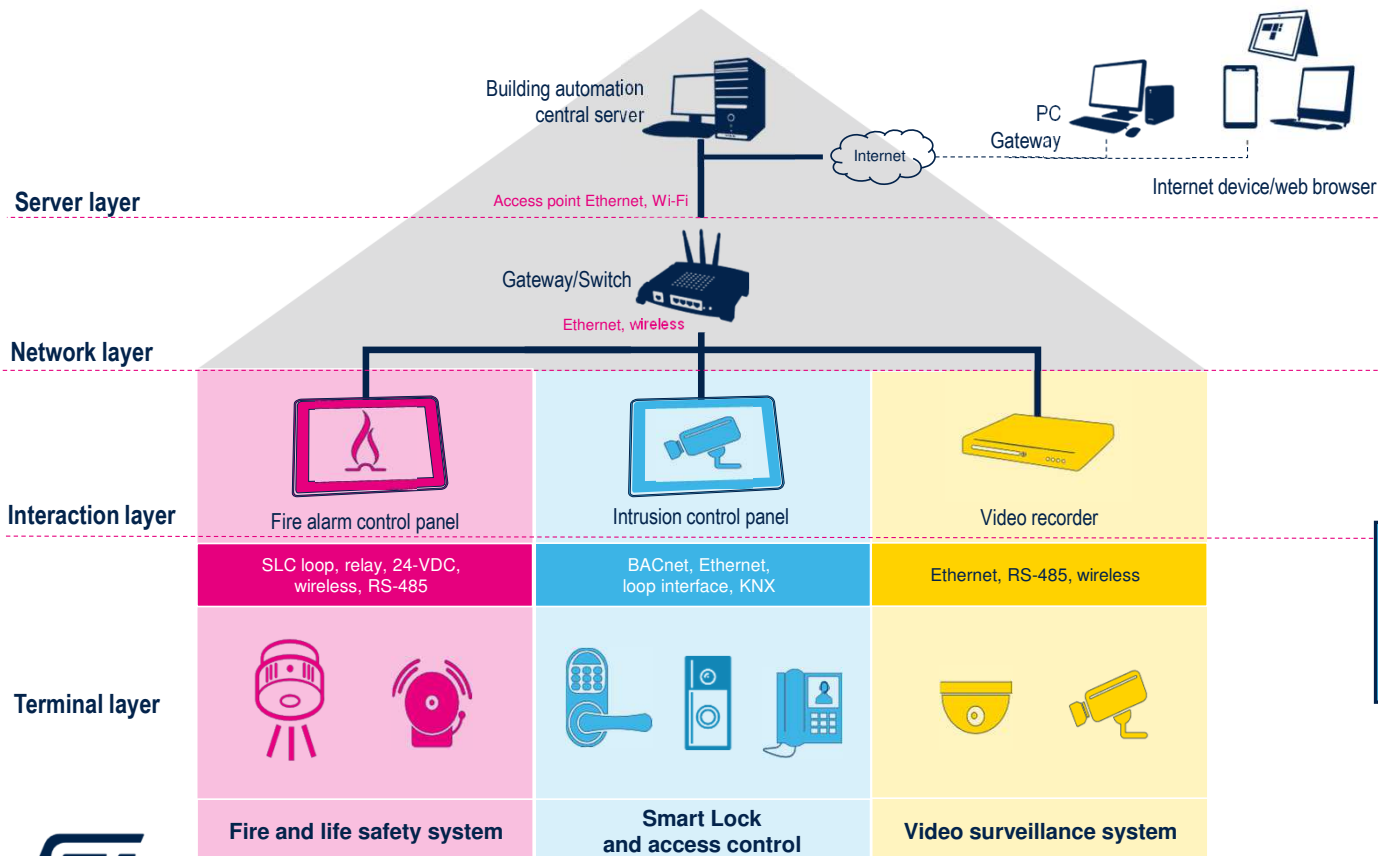 Building automation
central server
PC
Gateway
Internet
Internet device/web browser
Server layer
Access point Ethernet, Wi-Fi
Gateway/Switch
Ethernet, wireless
Network layer
Interaction layer
Fire alarm control panel
Intrusion control panel
Video recorder
SLC loop, relay, 24-VDC,
wireless, RS-485
BACnet, Ethernet,
loop interface, KNX
Ethernet, RS-485, wireless
Terminal layer
Fire and life safety system
Smart Lock
and access control
Video surveillance system